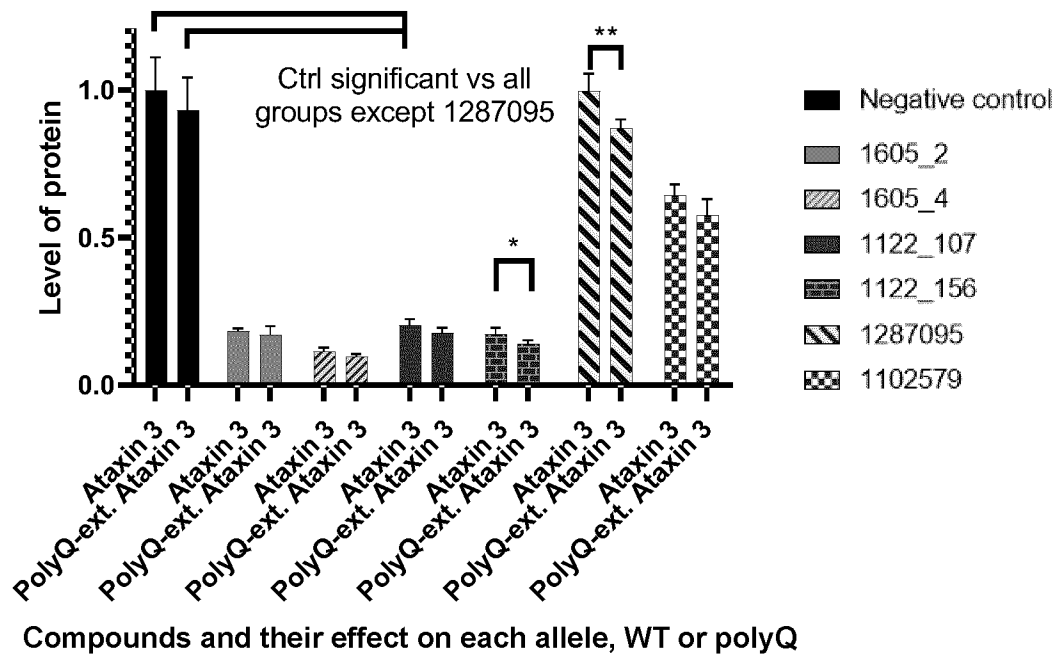 Ctrl significant vs all
groups except 1287095
**
*
Level of protein
1.0
0.5
0.0
Ataxin 3
PolyQ-ext. Ataxin 3
Ataxin 3
PolyQ-ext. Ataxin 3
Ataxin 3
PolyQ-ext. Ataxin 3
Ataxin 3
PolyQ-ext. Ataxin 3
Ataxin 3
PolyQ-ext. Ataxin 3
Ataxin 3
PolyQ-ext. Ataxin 3
Ataxin 3
PolyQ-ext. Ataxin 3
Compounds and their effect on each allele, WT or polyQ
Negative control
1605_2
1605_4
1122_107
1122_156
1287095
1102579